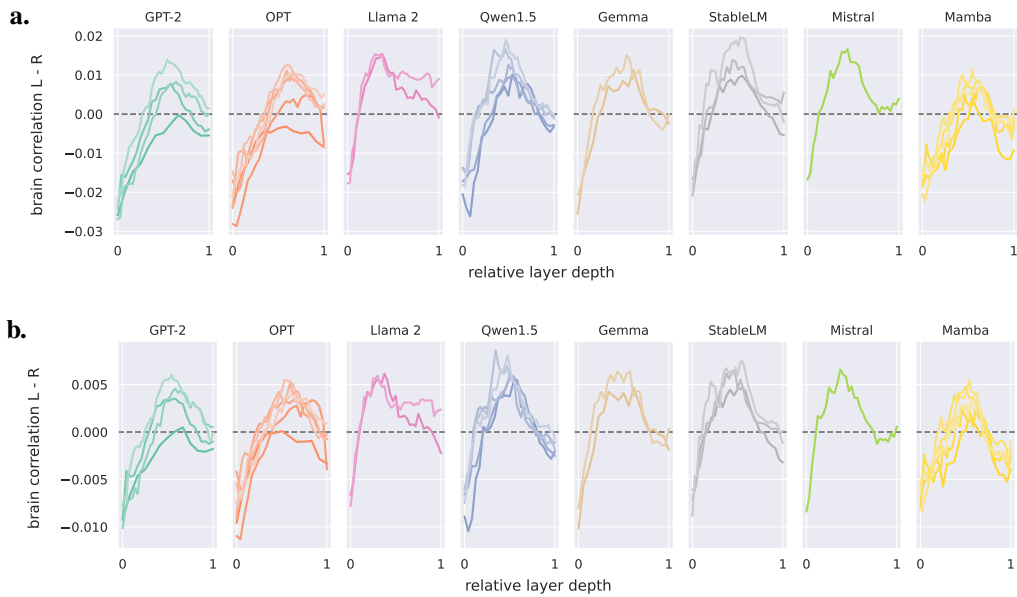 a.
GPT-2 OPT Llama 2 Qwen1.5 Gemma StableLM Mistral Mamba
brain correlation L - R
0.02
0.01
0.00
−0.01
−0.02
−0.03
0 1 0 1 0 1 0 1 0 1 0 1 0 1 0 1
relative layer depth
b.
GPT-2 OPT Llama 2 Qwen1.5 Gemma StableLM Mistral Mamba
brain correlation L - R
0.005
0.000
−0.005
−0.010
0 1 0 1 0 1 0 1 0 1 0 1 0 1 0 1
relative layer depth